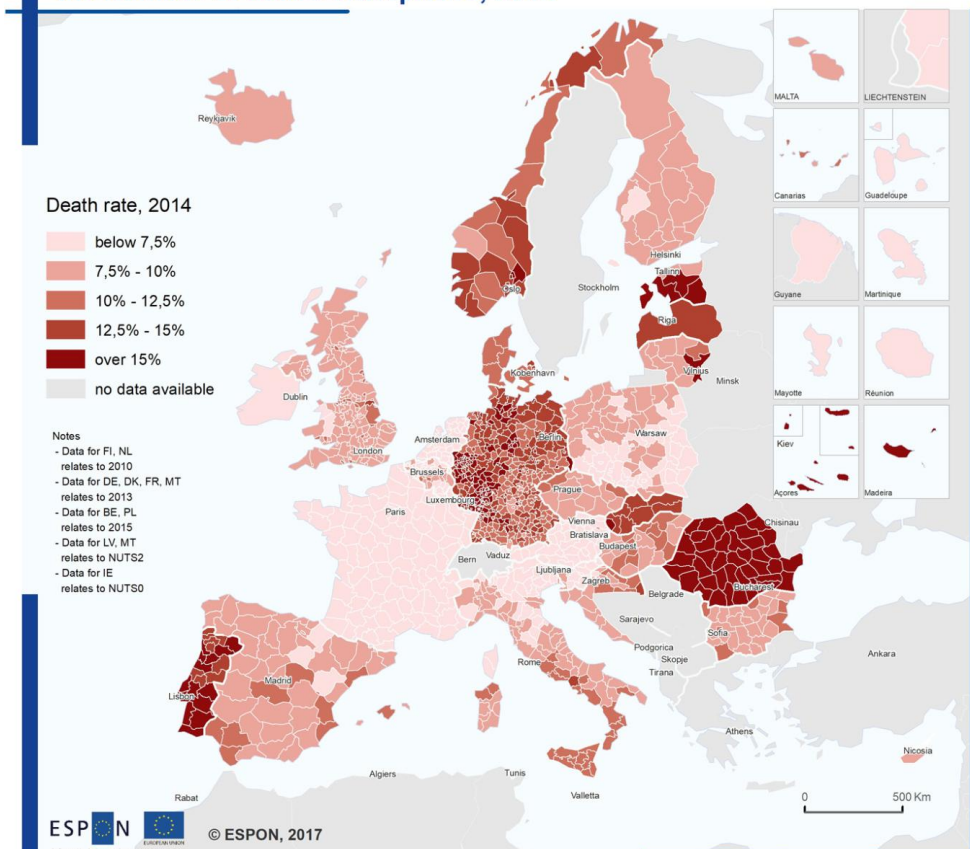 Death rate, 2014
below 7,5%
7,5% - 10%
10% - 12,5%
12,5% - 15%
over 15%
no data available
Notes
- Data for FI, NL
relates to 2010
- Data for DE, DK, FR, MT
relates to 2013
- Data for BE, PL
relates to 2015
- Data for LV, MT
relates to NUTS2
- Data for IE
relates to NUTS0
Reykjavik
Helsinki
Tallinn
Oslo
Stockholm
Riga
Vilnius
Minsk
København
Dublin
Amsterdam
Berlin
Warsaw
London
Brussels
Luxembourg
Prague
Paris
Vienna
Bratislava
Chisinau
Bern
Vaduz
Budapest
Ljubljana
Zagreb
Belgrade
Bucharest
Sarajevo
Sofia
Podgorica
Skopje
Tirana
Rome
Madrid
Lisbon
Ankara
Athens
Nicosia
Algiers
Tunis
Valletta
Rabat
MALTA
LIECHTENSTEIN
Canarias
Guadeloupe
Guyane
Martinique
Mayotte
Réunion
Kiev
Açores
Madeira
0 500 Km
ESPON
EUROPEAN UNION
© ESPON, 2017